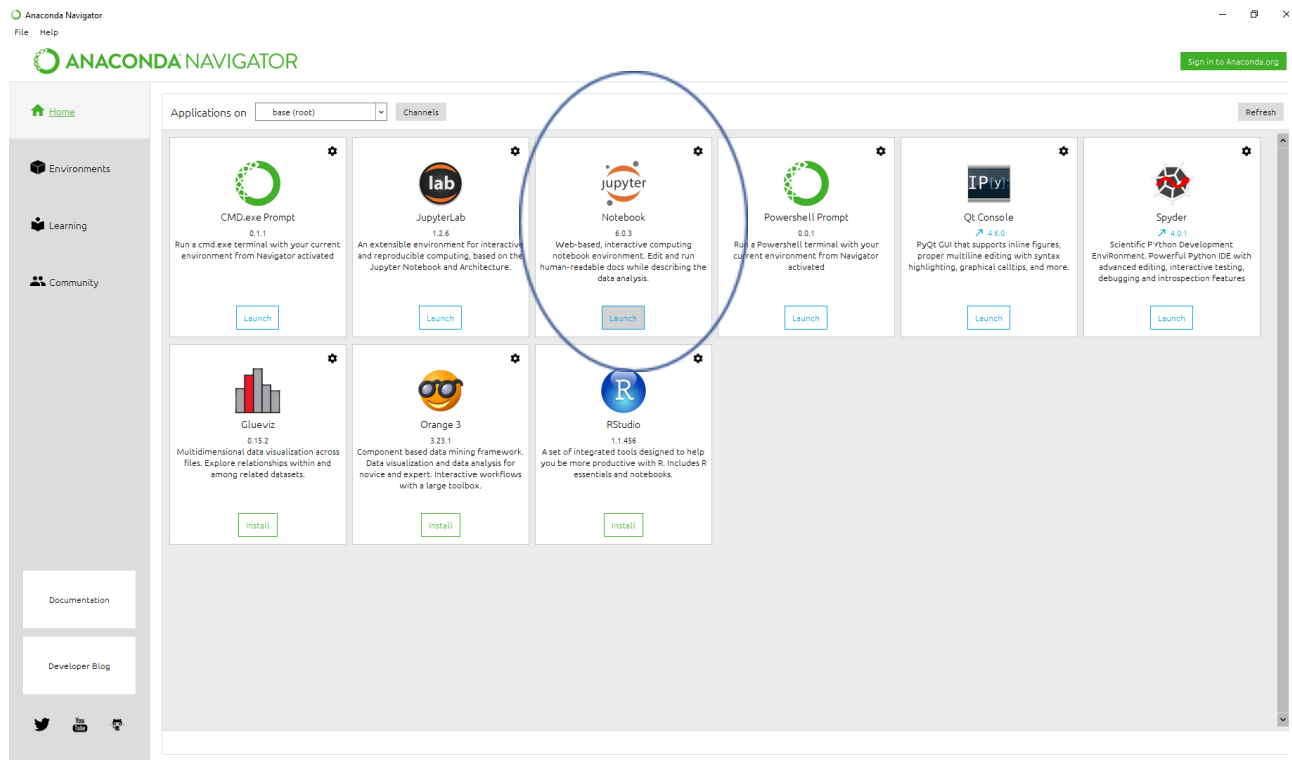 Anaconda Navigator
File Help
ANACONDA NAVIGATOR
Sign in to Anaconda.org
Home
Applications on base (root) Channels
Refresh
Environments
Learning
Community
CMD.exe Prompt
0.1.1
Run a cmd.exe terminal with your current
environment from Navigator activated
Launch
lab
JupyterLab
1.2.6
An extensible environment for interactive
and reproducible computing, based on the
Jupyter Notebook and Architecture.
Launch
jupyter
Notebook
6.0.3
Web-based, interactive computing
notebook environment. Edit and run
human-readable docs while describing the
data analysis.
Launch
Powershell Prompt
0.0.1
Run a Powershell terminal with your
current environment from Navigator
activated
Launch
IP[y]:
Qt Console
4.6.0
PyQt GUI that supports inline figures,
proper multiline editing with syntax
highlighting, graphical calltips, and more.
Launch
Spyder
4.0.1
Scientific PYthon Development
EnviRonment. Powerful Python IDE with
advanced editing, interactive testing,
debugging and introspection features
Launch
Glueviz
0.15.2
Multidimensional data visualization across
files. Explore relationships within and
among related datasets.
Install
Orange 3
3.23.1
Component based data mining framework.
Data visualization and data analysis for
novice and expert. Interactive workflows
with a large toolbox.
Install
R
RStudio
1.1.456
A set of integrated tools designed to help
you be more productive with R. Includes R
essentials and notebooks.
Install
Documentation
Developer Blog
You
Tube